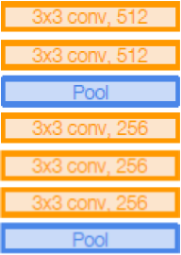 3x3 conv, 512
3x3 conv, 512
Pool
3x3 conv, 256
3x3 conv, 256
3x3 conv, 256
Pool